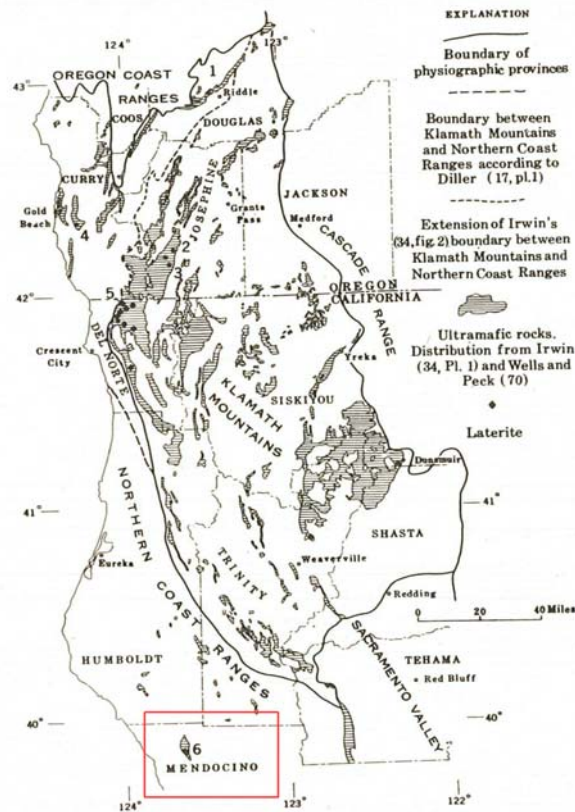 EXPLANATION
Boundary of
physiographic provinces
Boundary between
Klamath Mountains
and Northern Coast
Ranges according to
Diller (17, pl.1)
Extension of Irwin's
(34, fig. 2) boundary between
Klamath Mountains and
Northern Coast Ranges
Ultramafic rocks.
Distribution from Irwin
(34, Pl. 1) and Wells and
Peck (70)
Laterite
124°
123°
43°
43°
OREGON COAST
RANGES
1
Riddle
COOS
DOUGLAS
CURRY
JOSEPHINE
JACKSON
Grants
Pass
Medford
Gold
Beach
4
2
3
CASCADE
RANGE
42°
42°
OREGON
CALIFORNIA
5
DEL NORTE
Crescent
City
Yreka
SISKIYOU
KLAMATH
MOUNTAINS
Dunsmuir
41°
41°
NORTHERN
COAST
RANGES
SHASTA
TRINITY
Weaverville
Eureka
Redding
0 20 40 Miles
HUMBOLDT
SACRAMENTO VALLEY
TEHAMA
Red Bluff
40°
40°
6
MENDOCINO
124°
123°
122°